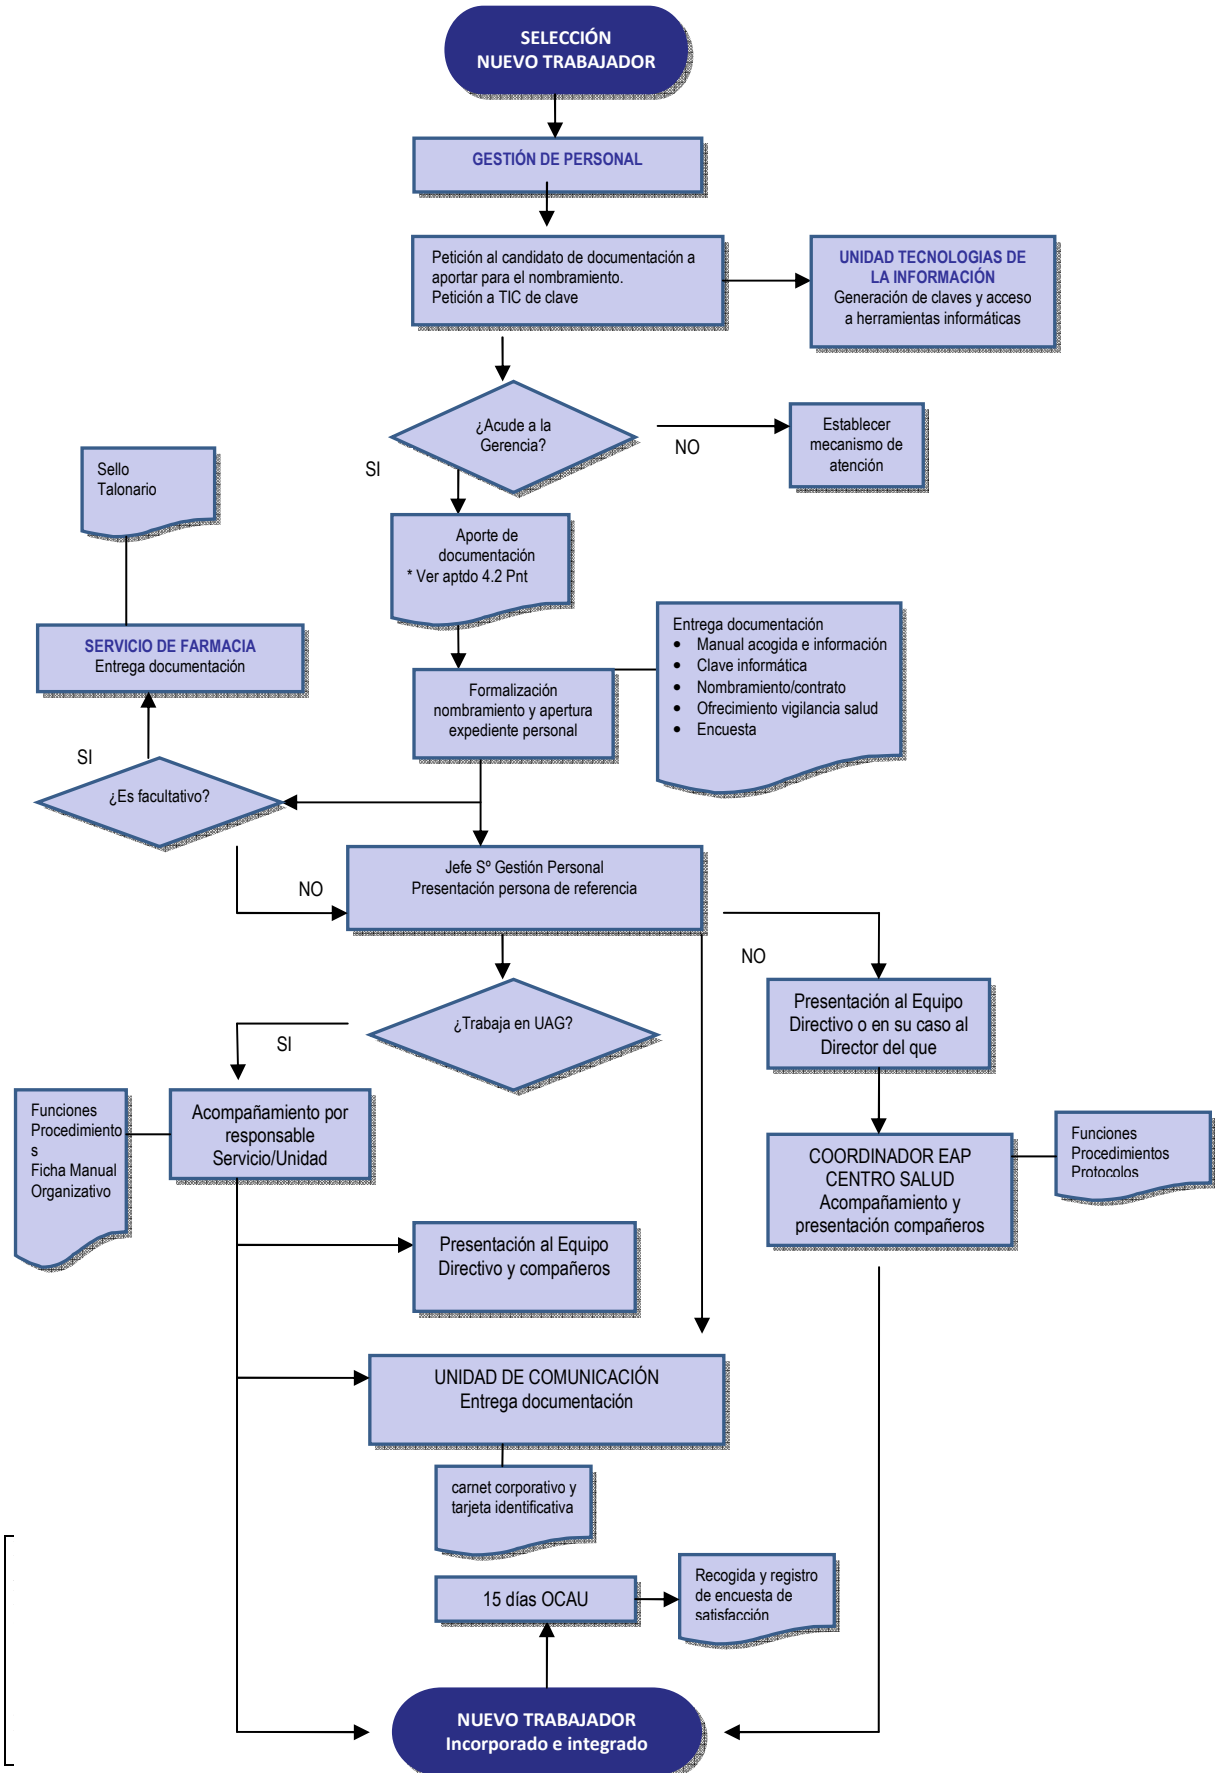 SELECCIÓN
NUEVO TRABAJADOR
GESTIÓN DE PERSONAL
Petición al candidato de documentación a
aportar para el nombramiento.
Petición a TIC de clave
UNIDAD TECNOLOGIAS DE
LA INFORMACIÓN
Generación de claves y acceso
a herramientas informáticas
¿Acude a la
Gerencia?
NO
Establecer
mecanismo de
atención
SI
Sello
Talonario
Aporte de
documentación
* Ver aptdo 4.2 Pnt
SERVICIO DE FARMACIA
Entrega documentación
Entrega documentación
• Manual acogida e información
• Clave informática
• Nombramiento/contrato
• Ofrecimiento vigilancia salud
• Encuesta
Formalización
nombramiento y apertura
expediente personal
SI
¿Es facultativo?
NO
Jefe Sº Gestión Personal
Presentación persona de referencia
NO
¿Trabaja en UAG?
SI
Presentación al Equipo
Directivo o en su caso al
Director del que
Funciones
Procedimiento
s
Ficha Manual
Organizativo
Acompañamiento por
responsable
Servicio/Unidad
COORDINADOR EAP
CENTRO SALUD
Acompañamiento y
presentación compañeros
Funciones
Procedimientos
Protocolos
Presentación al Equipo
Directivo y compañeros
UNIDAD DE COMUNICACIÓN
Entrega documentación
carnet corporativo y
tarjeta identificativa
15 días OCAU
Recogida y registro
de encuesta de
satisfacción
NUEVO TRABAJADOR
Incorporado e integrado